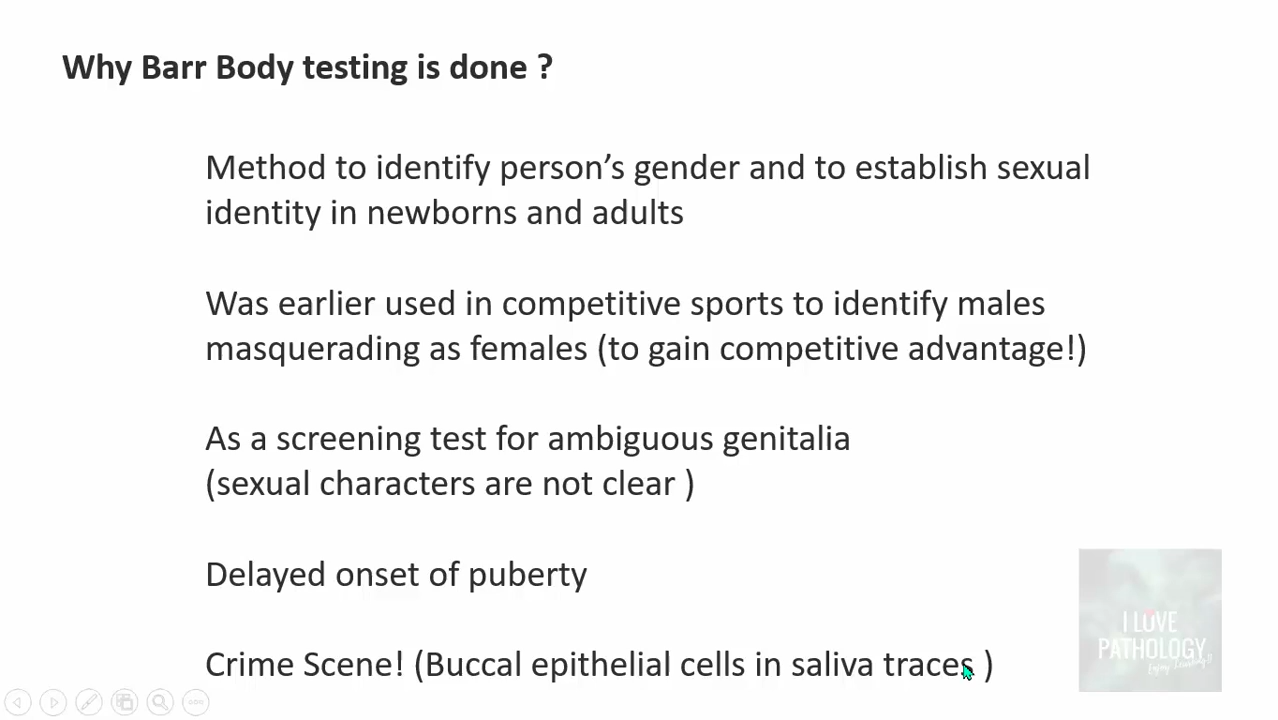 Why Barr Body testing is done ?
Method to identify person’s gender and to establish sexual
identity in newborns and adults
Was earlier used in competitive sports to identify males
masquerading as females (to gain competitive advantage!)
As a screening test for ambiguous genitalia
(sexual characters are not clear )
Delayed onset of puberty
Crime Scene! (Buccal epithelial cells in saliva traces )
I LOVE
PATHOLOGY
Enjoy Learning!!